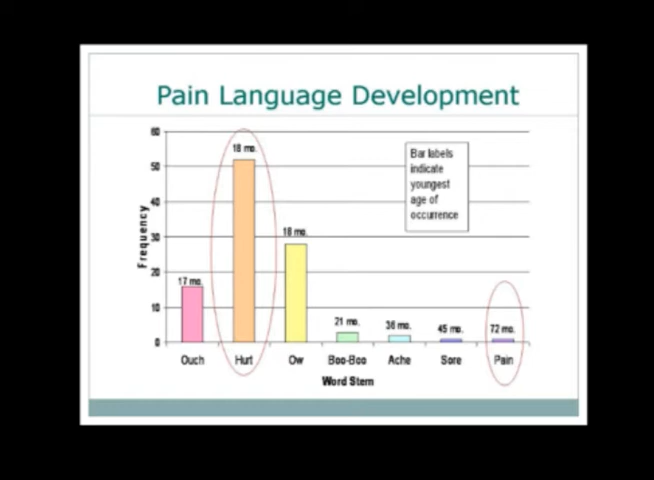 Pain Language Development
60
50
40
30
20
10
0
Frequency
17 mo.
18 mo.
18 mo.
21 mo.
36 mo.
45 mo.
72 mo.
Bar labels
indicate
youngest
age of
occurrence
Ouch Hurt Ow Boo-Boo Ache Sore Pain
Word Stem